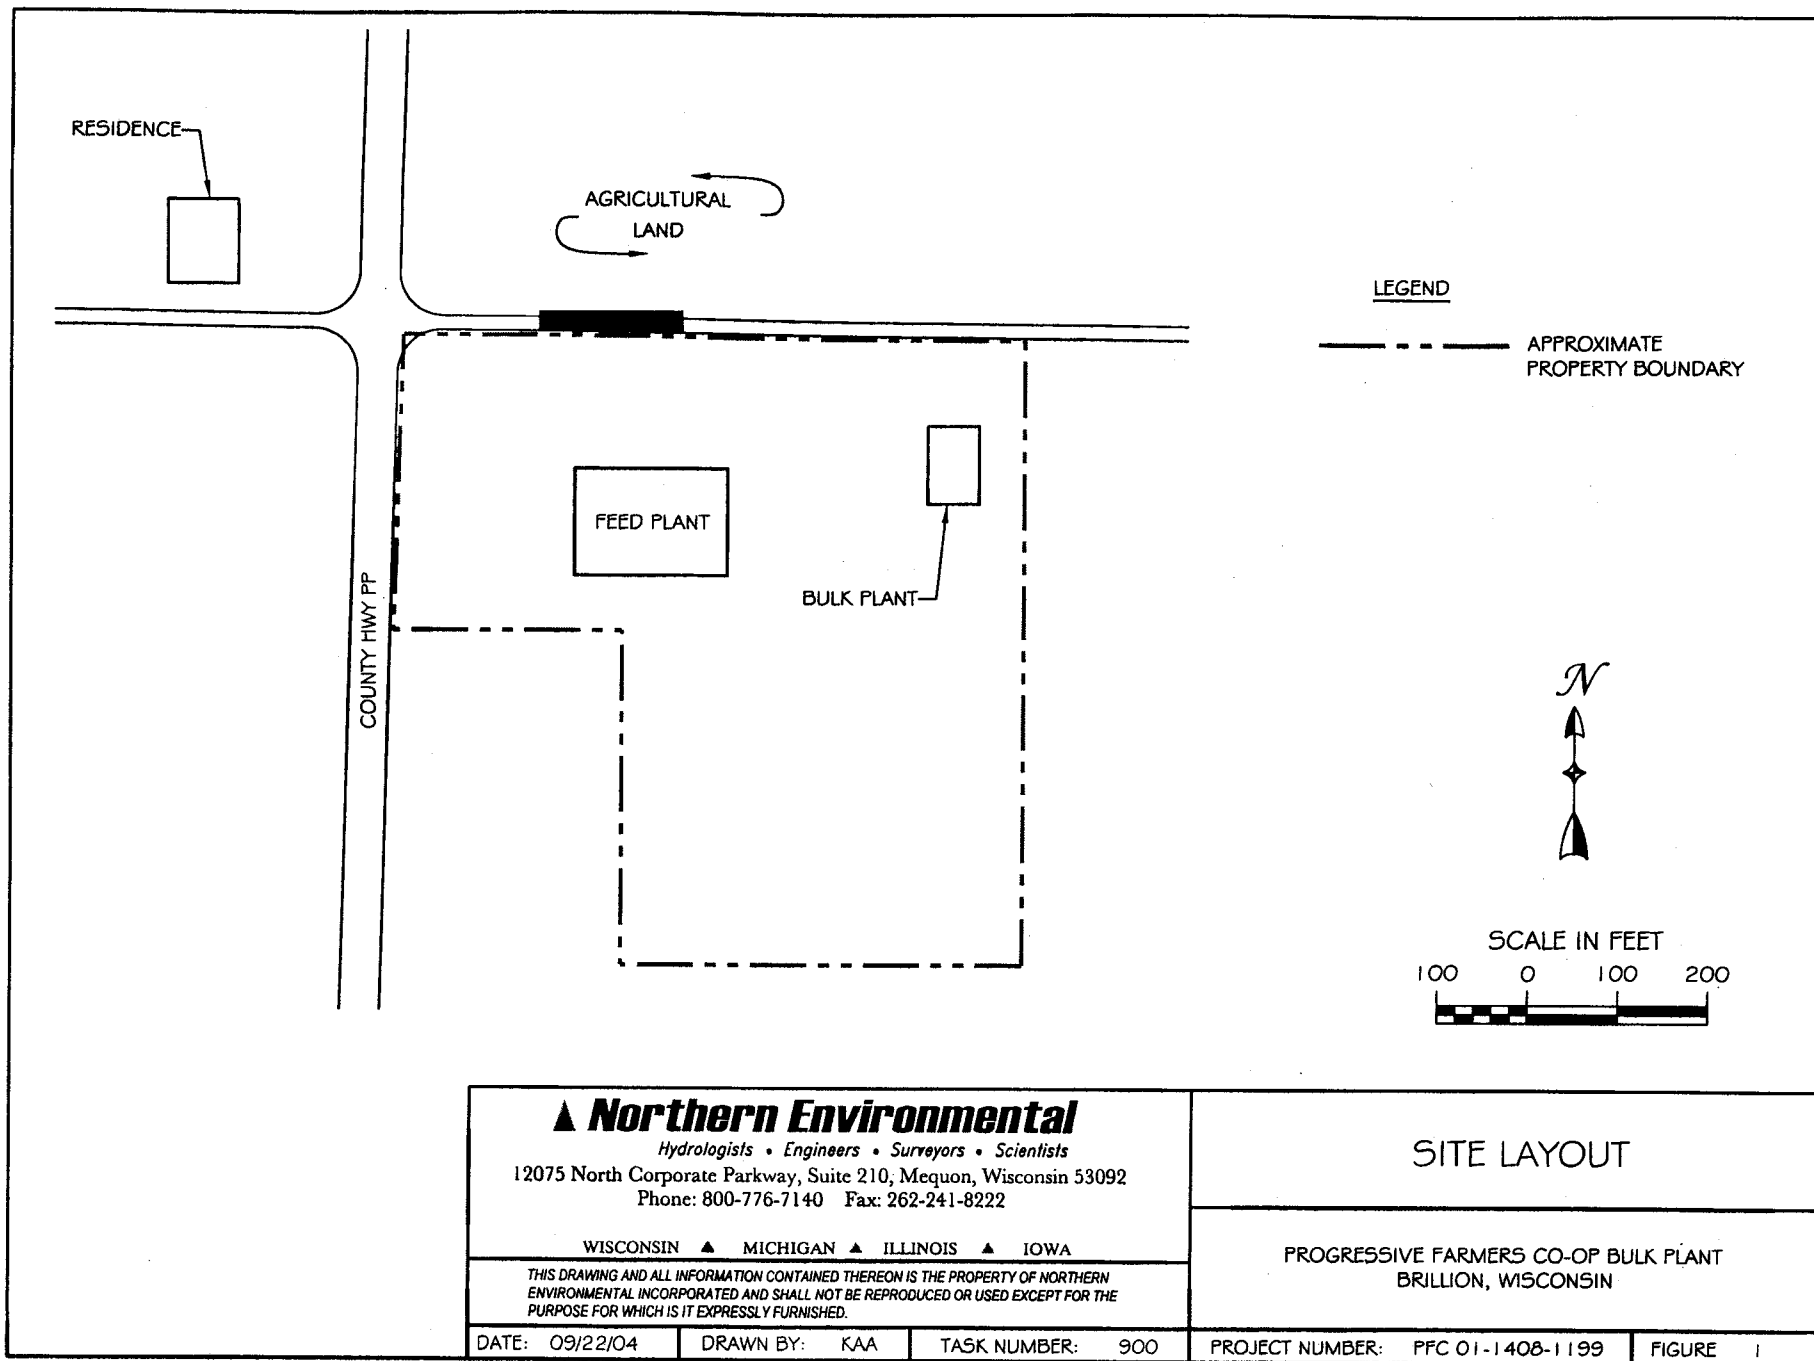 RESIDENCE
AGRICULTURAL
LAND
LEGEND
APPROXIMATE
PROPERTY BOUNDARY
FEED PLANT
BULK PLANT
COUNTY HWY PP
N
SCALE IN FEET
100 0 100 200
Northern Environmental
Hydrologists • Engineers • Surveyors • Scientists
12075 North Corporate Parkway, Suite 210, Mequon, Wisconsin 53092
Phone: 800-776-7140 Fax: 262-241-8222
WISCONSIN ▲ MICHIGAN ▲ ILLINOIS ▲ IOWA
THIS DRAWING AND ALL INFORMATION CONTAINED THEREON IS THE PROPERTY OF NORTHERN
ENVIRONMENTAL INCORPORATED AND SHALL NOT BE REPRODUCED OR USED EXCEPT FOR THE
PURPOSE FOR WHICH IS IT EXPRESSLY FURNISHED.
SITE LAYOUT
PROGRESSIVE FARMERS CO-OP BULK PLANT
BRILLION, WISCONSIN
DATE: 09/22/04 DRAWN BY: KAA TASK NUMBER: 900 PROJECT NUMBER: PFC 01-1408-1199 FIGURE 1